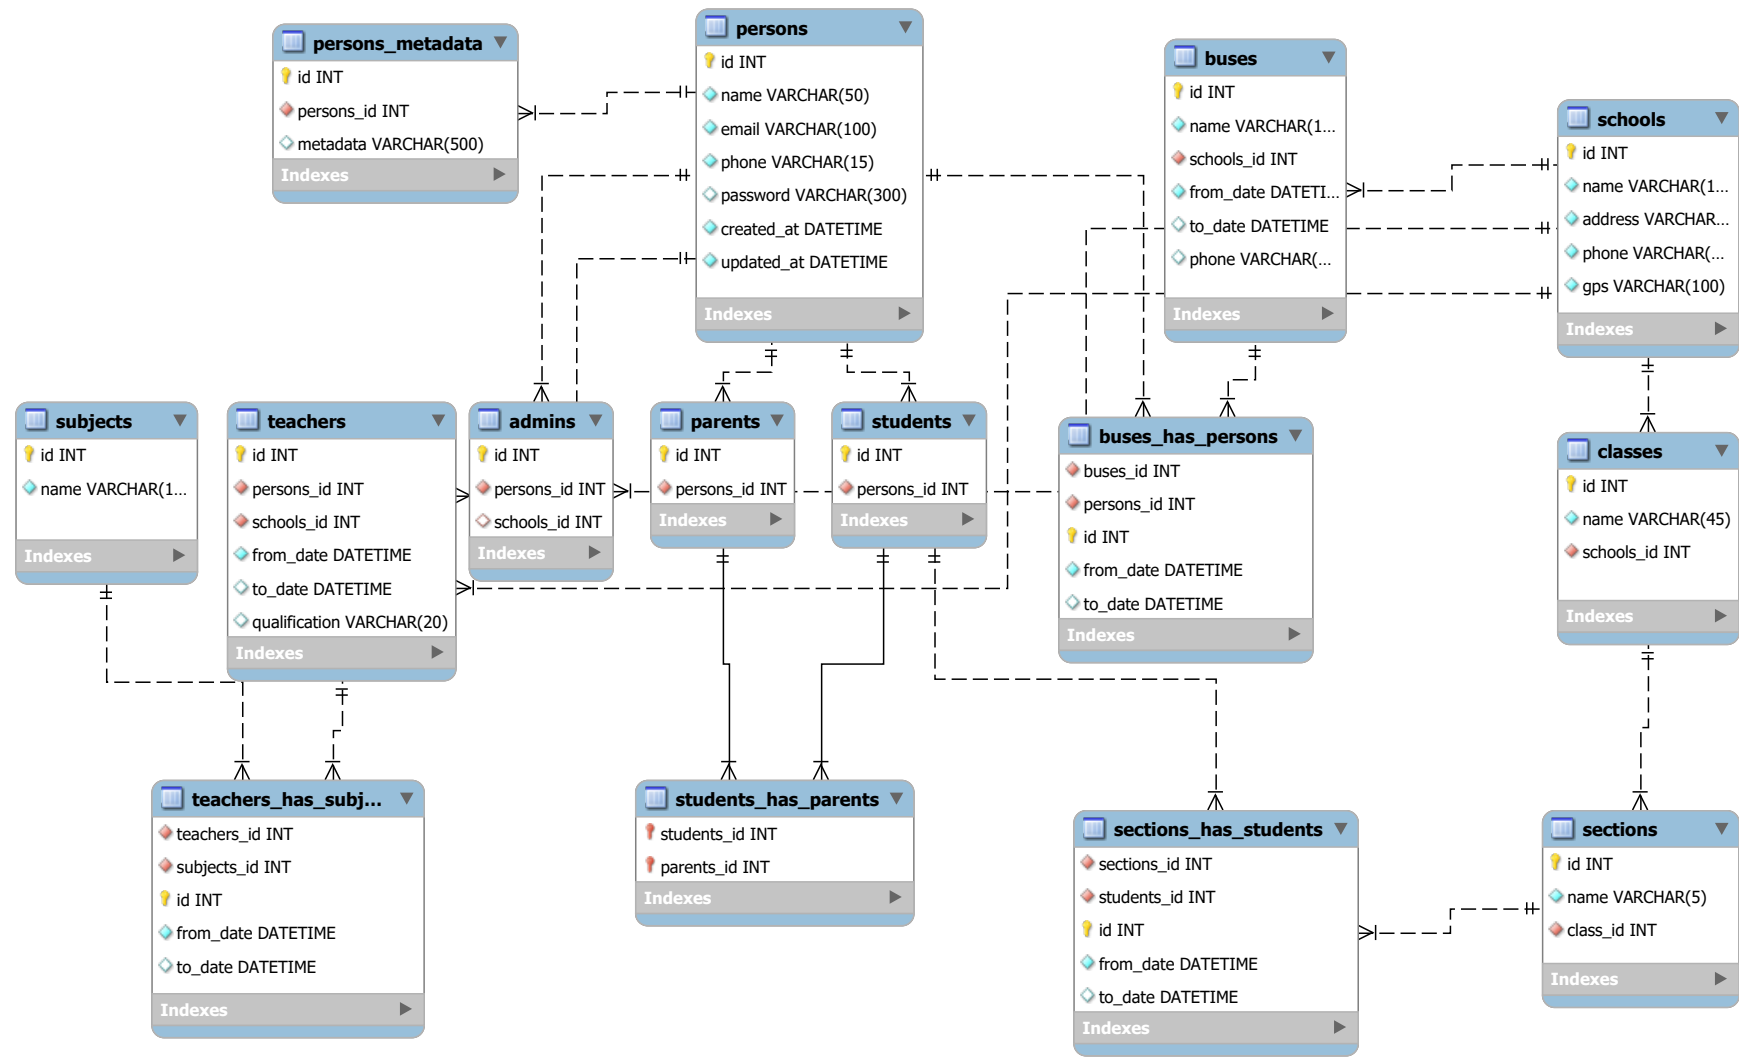 persons_metadata
id INT
persons_id INT
metadata VARCHAR(500)
Indexes
persons
id INT
name VARCHAR(50)
email VARCHAR(100)
phone VARCHAR(15)
password VARCHAR(300)
created_at DATETIME
updated_at DATETIME
Indexes
buses
id INT
name VARCHAR(1...
schools_id INT
from_date DATETI...
to_date DATETIME
phone VARCHAR(...
Indexes
schools
id INT
name VARCHAR(1...
address VARCHAR...
phone VARCHAR(...
gps VARCHAR(100)
Indexes
subjects
id INT
name VARCHAR(1...
Indexes
teachers
id INT
persons_id INT
schools_id INT
from_date DATETIME
to_date DATETIME
qualification VARCHAR(20)
Indexes
admins
id INT
persons_id INT
schools_id INT
Indexes
parents
id INT
persons_id INT
Indexes
students
id INT
persons_id INT
Indexes
buses_has_persons
buses_id INT
persons_id INT
id INT
from_date DATETIME
to_date DATETIME
Indexes
classes
id INT
name VARCHAR(45)
schools_id INT
Indexes
teachers_has_subj...
teachers_id INT
subjects_id INT
id INT
from_date DATETIME
to_date DATETIME
Indexes
students_has_parents
students_id INT
parents_id INT
Indexes
sections_has_students
sections_id INT
students_id INT
id INT
from_date DATETIME
to_date DATETIME
Indexes
sections
id INT
name VARCHAR(5)
class_id INT
Indexes